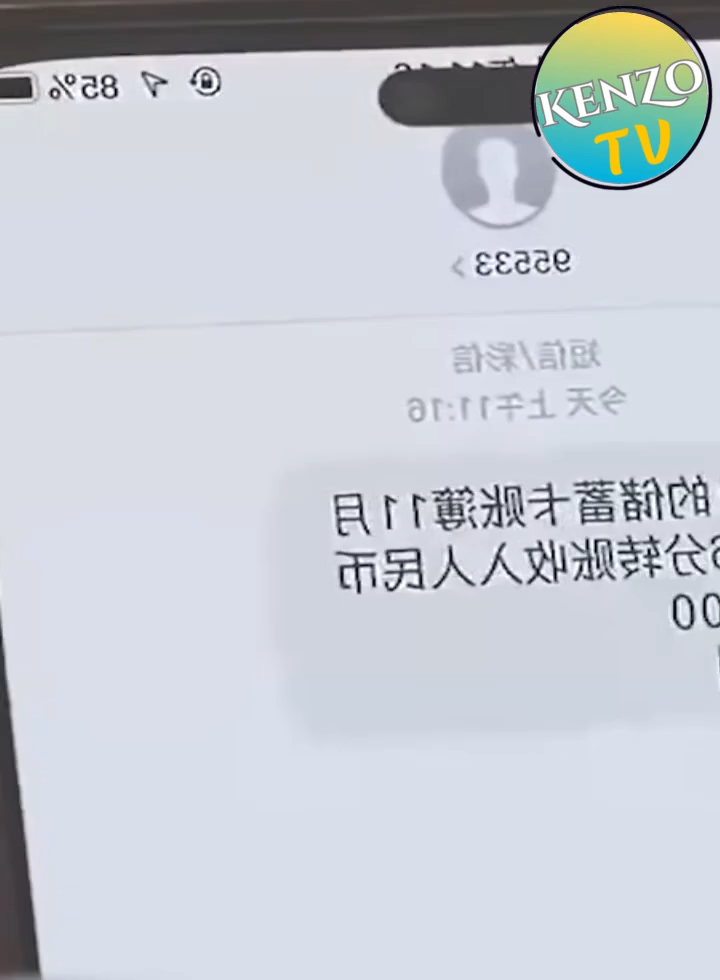 85%
KENZO
TV
95533 >
短信/彩信
今天 上午11:16
的储蓄卡账簿11月
分转账收入人民币
00